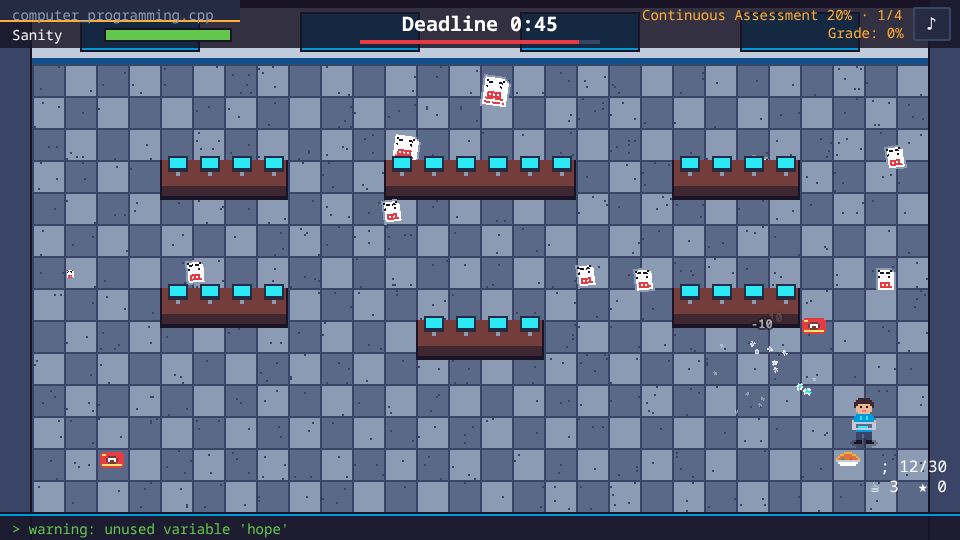 computer programming.cpp
Sanity
Deadline 0:45
Continuous Assessment 20% · 1/4
Grade: 0%
♪
-10
; 12/30
☕ 3 ★ 0
> warning: unused variable 'hope'